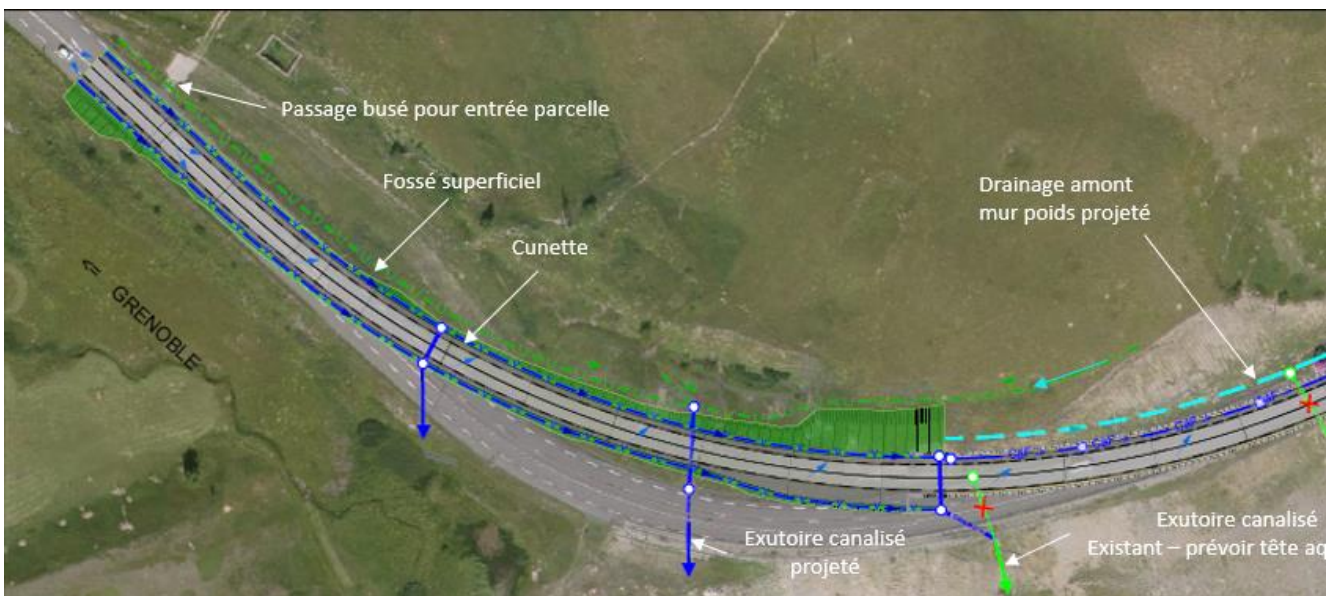 Passage busé pour entrée parcelle
Fossé superficiel
Cunette
Drainage amont
mur poids projeté
← GRENOBLE
Exutoire canalisé
projeté
Exutoire canalisé
Existant – prévoir tête aq